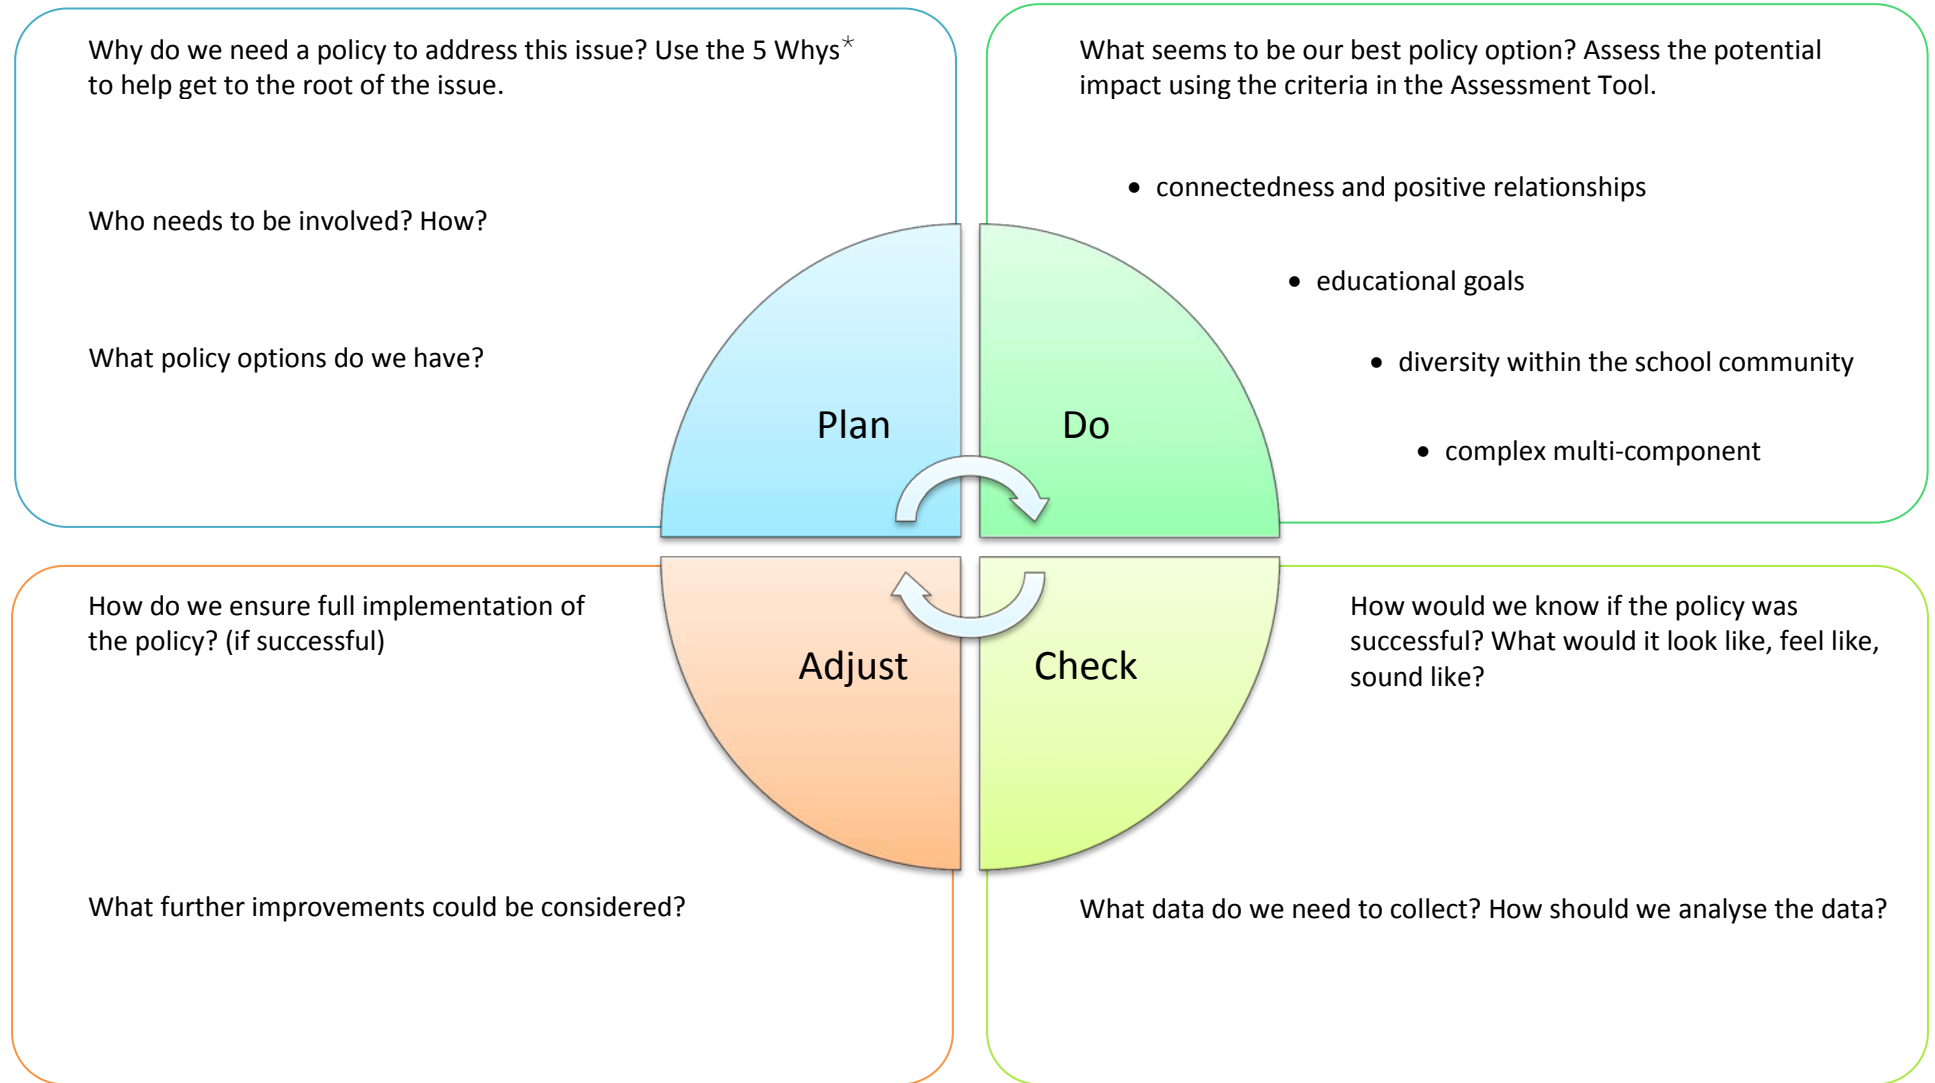 Why do we need a policy to address this issue? Use the 5 Whys*
to help get to the root of the issue.
Who needs to be involved? How?
What policy options do we have?
Plan
What seems to be our best policy option? Assess the potential
impact using the criteria in the Assessment Tool.
• connectedness and positive relationships
• educational goals
• diversity within the school community
• complex multi-component
Do
How do we ensure full implementation of
the policy? (if successful)
Adjust
What further improvements could be considered?
How would we know if the policy was
successful? What would it look like, feel like,
sound like?
Check
What data do we need to collect? How should we analyse the data?